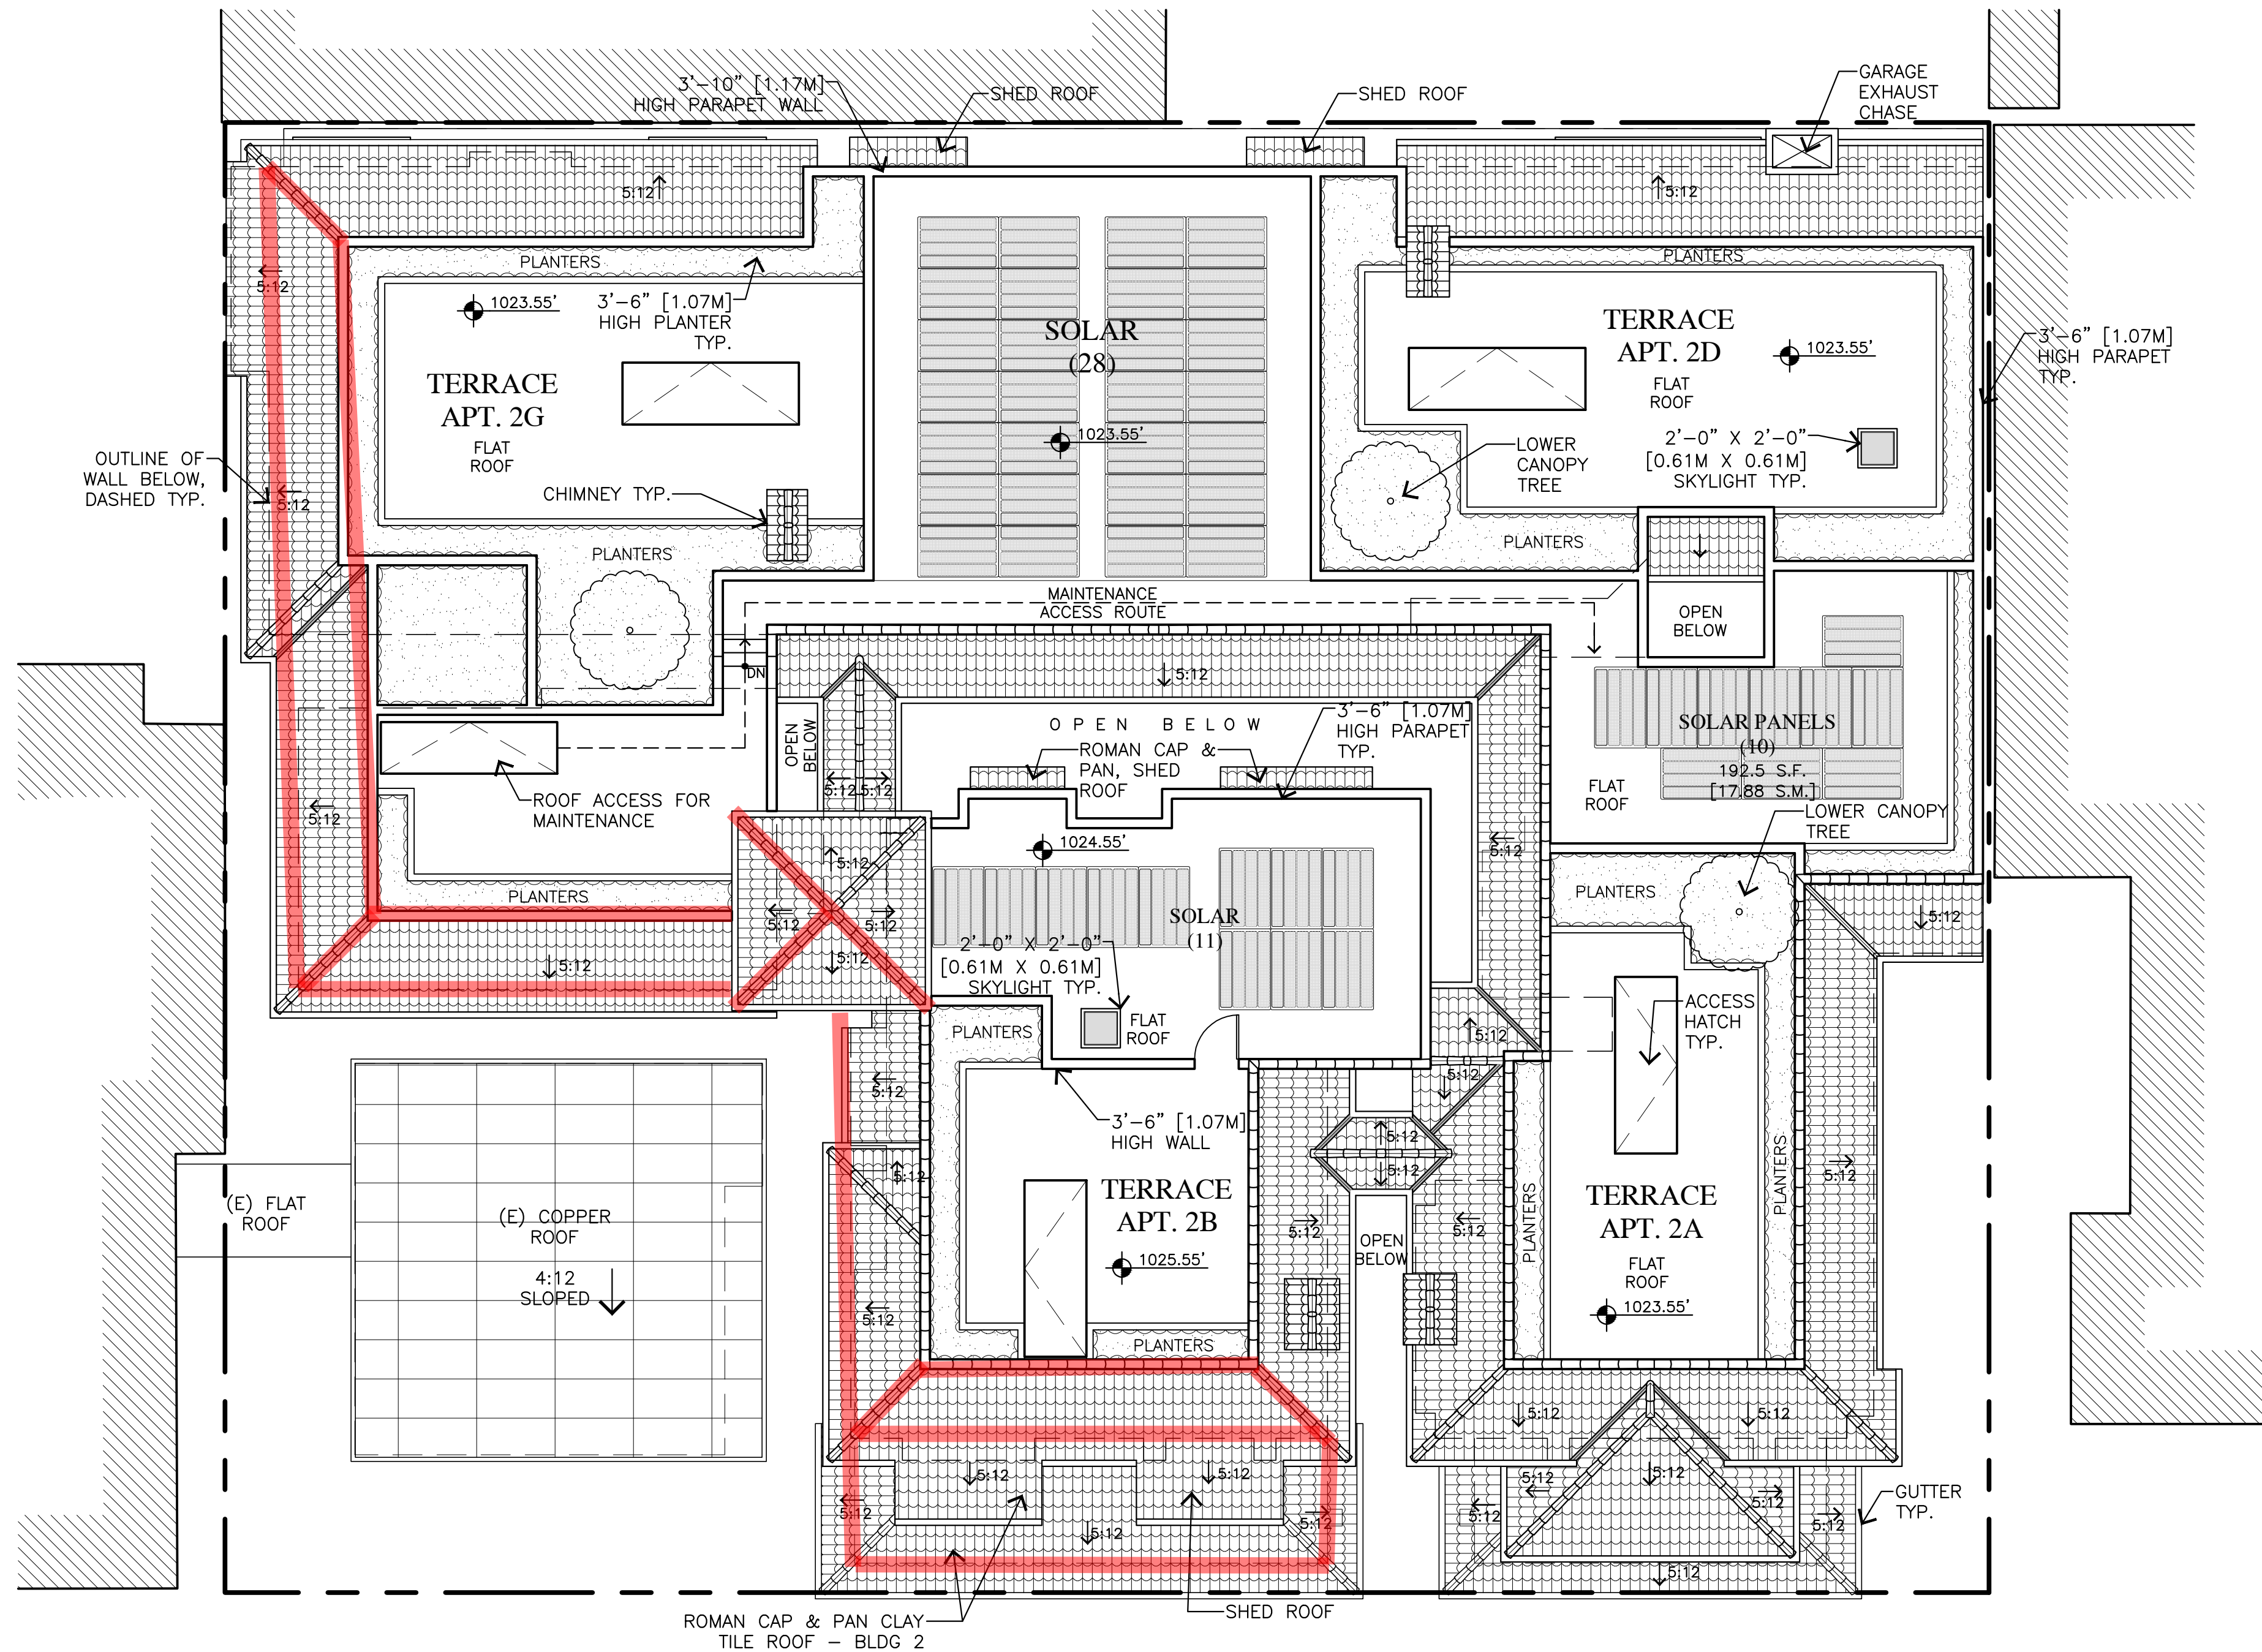 3'-10" [1.17M]
HIGH PARAPET WALL
SHED ROOF
SHED ROOF
GARAGE
EXHAUST
CHASE
5:12
5:12
5:12
PLANTERS
PLANTERS
1023.55'
3'-6" [1.07M]
HIGH PLANTER
TYP.
TERRACE
APT. 2G
FLAT
ROOF
SOLAR
(28)
1023.55'
TERRACE
APT. 2D
1023.55'
FLAT
ROOF
3'-6" [1.07M]
HIGH PARAPET
TYP.
OUTLINE OF
WALL BELOW,
DASHED TYP.
5:12
CHIMNEY TYP.
LOWER
CANOPY
TREE
2'-0" X 2'-0"
[0.61M X 0.61M]
SKYLIGHT TYP.
PLANTERS
PLANTERS
MAINTENANCE
ACCESS ROUTE
OPEN
BELOW
DN
5:12
OPEN
BELOW
OPEN BELOW
3'-6" [1.07M]
HIGH PARAPET
TYP.
ROMAN CAP &
PAN, SHED
ROOF
SOLAR PANELS
(10)
192.5 S.F.
[17.88 S.M.]
FLAT
ROOF
5:12
5:12
5:12
ROOF ACCESS FOR
MAINTENANCE
LOWER CANOPY
TREE
1024.55'
5:12
5:12
PLANTERS
PLANTERS
5:12
5:12
SOLAR
(11)
5:12
5:12
5:12
2'-0" X 2'-0"
[0.61M X 0.61M]
SKYLIGHT TYP.
FLAT
ROOF
PLANTERS
5:12
ACCESS
HATCH
TYP.
5:12
5:12
3'-6" [1.07M]
HIGH WALL
5:12
5:12
5:12
5:12
PLANTERS
PLANTERS
(E) FLAT
ROOF
(E) COPPER
ROOF
4:12
SLOPED
TERRACE
APT. 2B
1025.55'
5:12
5:12
OPEN
BELOW
5:12
TERRACE
APT. 2A
FLAT
ROOF
1023.55'
5:12
PLANTERS
5:12
5:12
5:12
5:12
5:12
5:12
5:12
5:12
5:12
5:12
5:12
5:12
5:12
5:12
GUTTER
TYP.
ROMAN CAP & PAN CLAY
TILE ROOF - BLDG 2
SHED ROOF